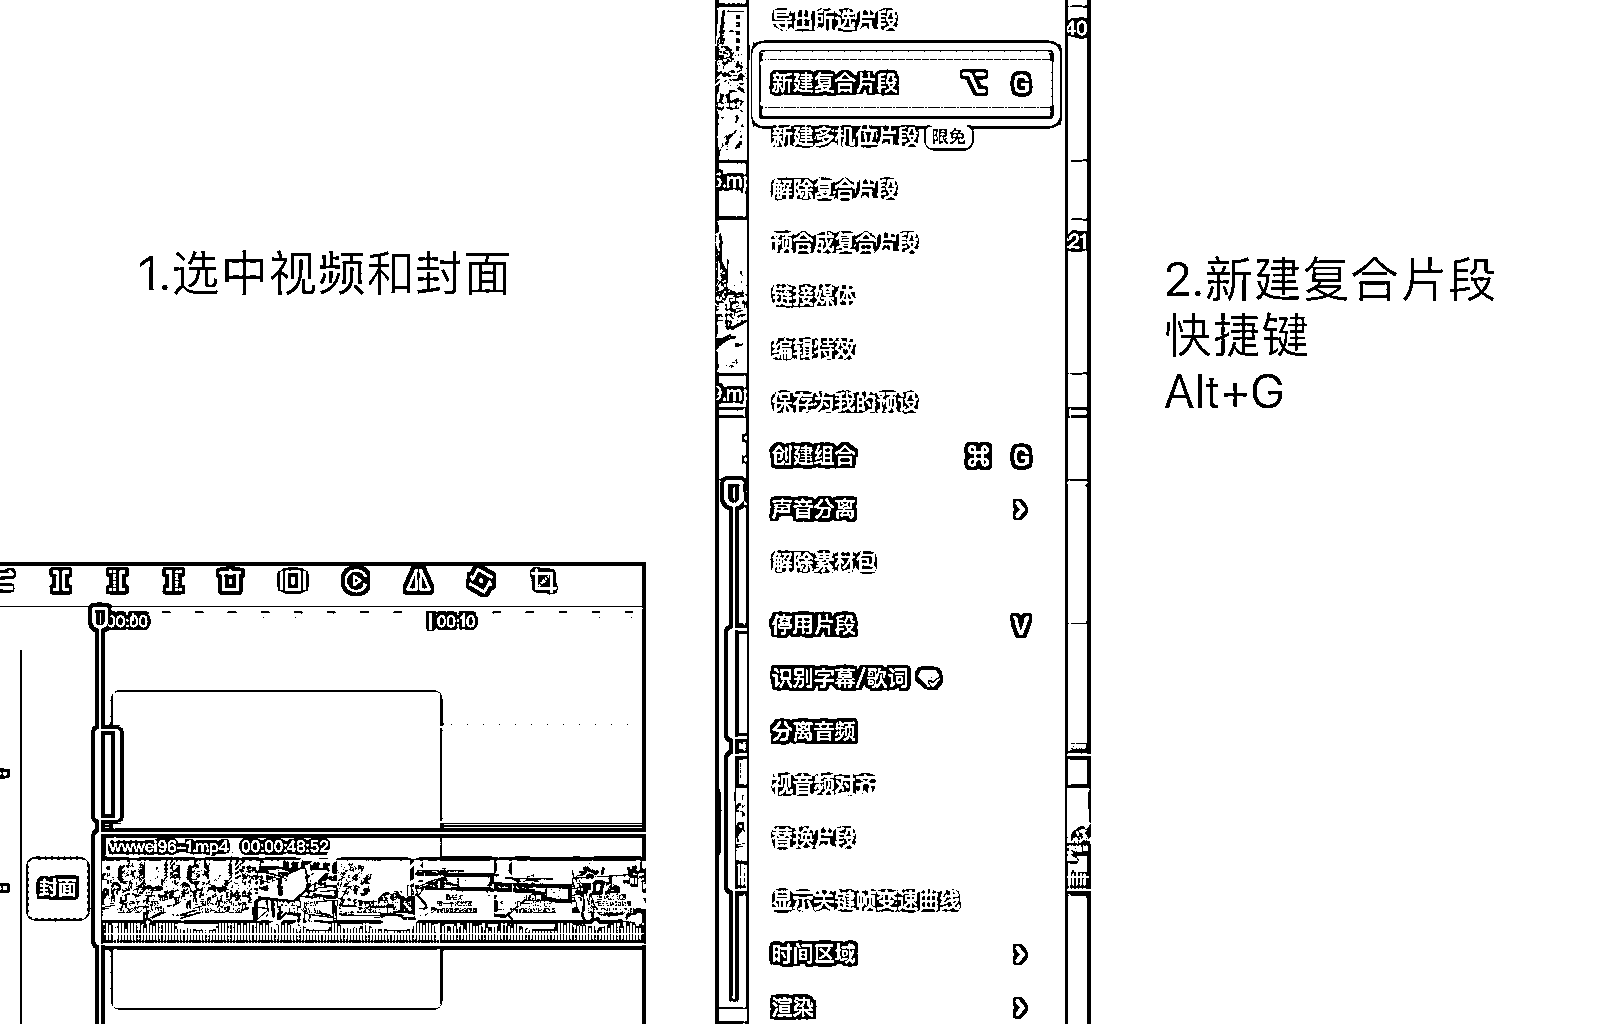 1.选中视频和封面
00:00
00:10
wwwei96-1.mp4 00:00:48:52
封面
导出所选片段
新建复合片段 ⌥ G
新建多机位片段 限免
解除复合片段
预合成复合片段
链接媒体
编辑特效
保存为我的预设
创建组合 ⌘ G
声音分离
解除素材包
停用片段 V
识别字幕/歌词
分离音频
视音频对齐
替换片段
显示关键帧变速曲线
时间区域
渲染
40
21
2.新建复合片段
快捷键
Alt+G